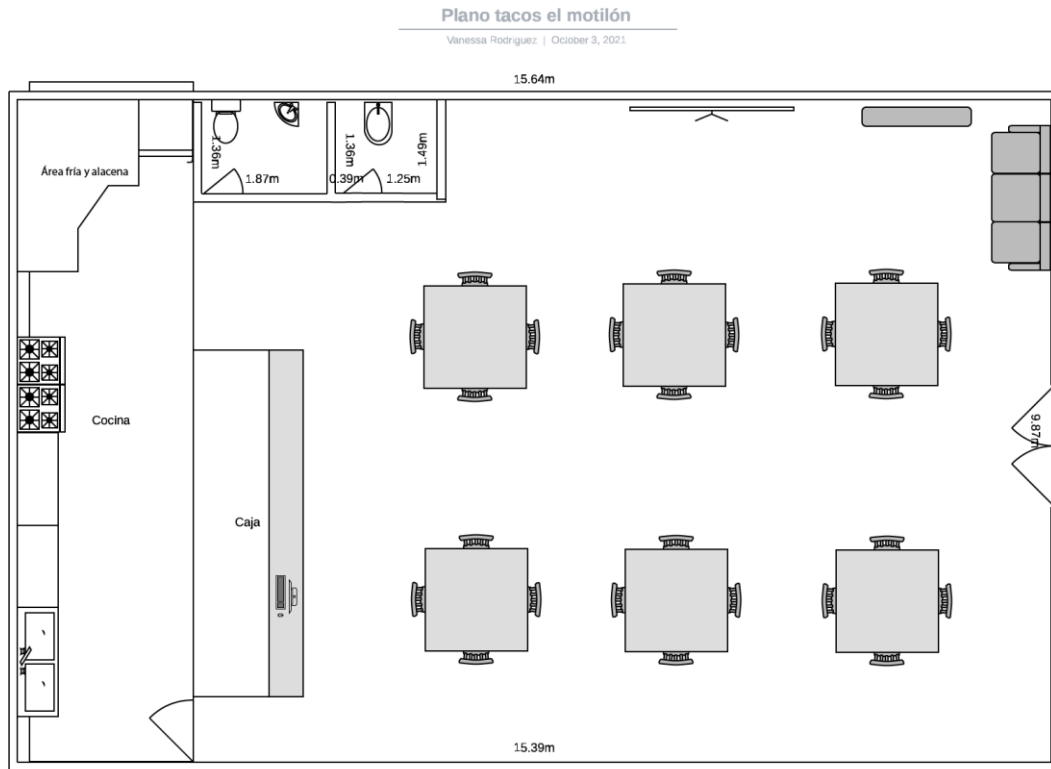 Plano tacos el motilón
Vanessa Rodriguez | October 3, 2021
15.64m
1.36m
1.87m
0.39m
1.36m
1.25m
1.49m
Área fría y alacena
Cocina
9.87m
Caja
15.39m